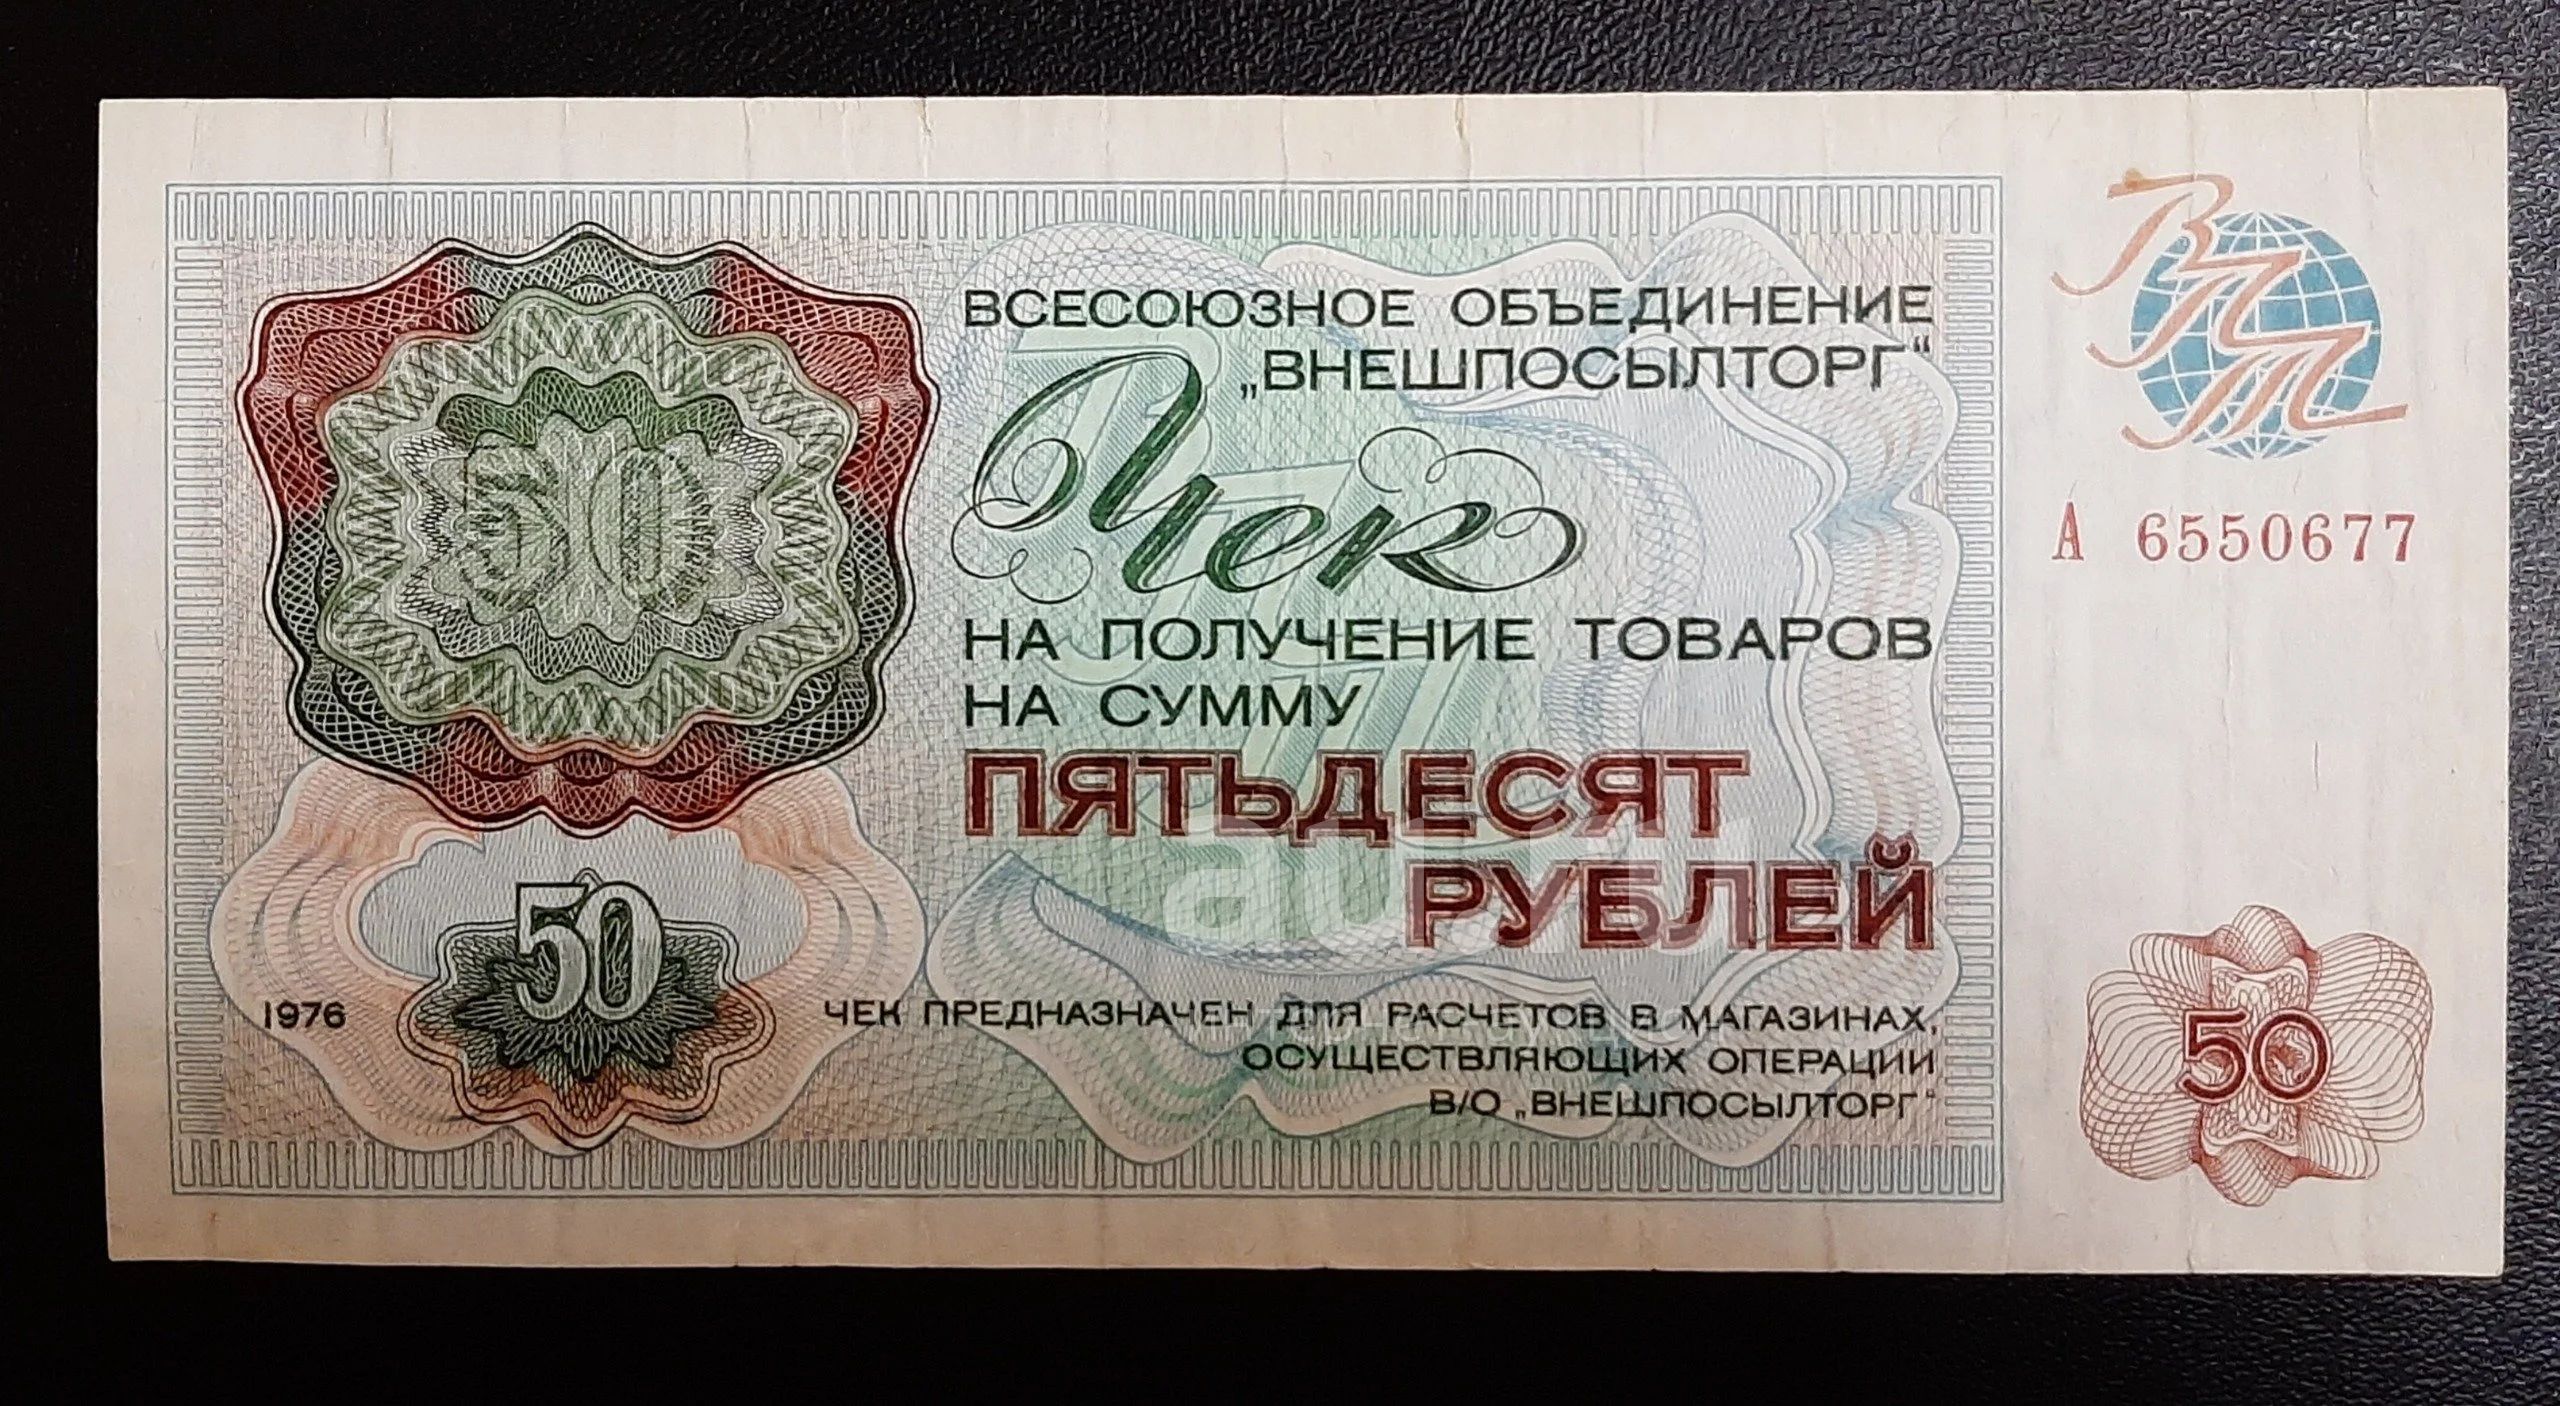 ВСЕСОЮЗНОЕ ОБЪЕДИНЕНИЕ
„ВНЕШПОСЫЛТОРГ“
Чек
НА ПОЛУЧЕНИЕ ТОВАРОВ
НА СУММУ
ПЯТЬДЕСЯТ
РУБЛЕЙ
ЧЕК ПРЕДНАЗНАЧЕН ДЛЯ РАСЧЕТОВ В МАГАЗИНАХ,
ОСУЩЕСТВЛЯЮЩИХ ОПЕРАЦИИ
В/О „ВНЕШПОСЫЛТОРГ“
50
50
1976
ВПТ
А 6550677
50